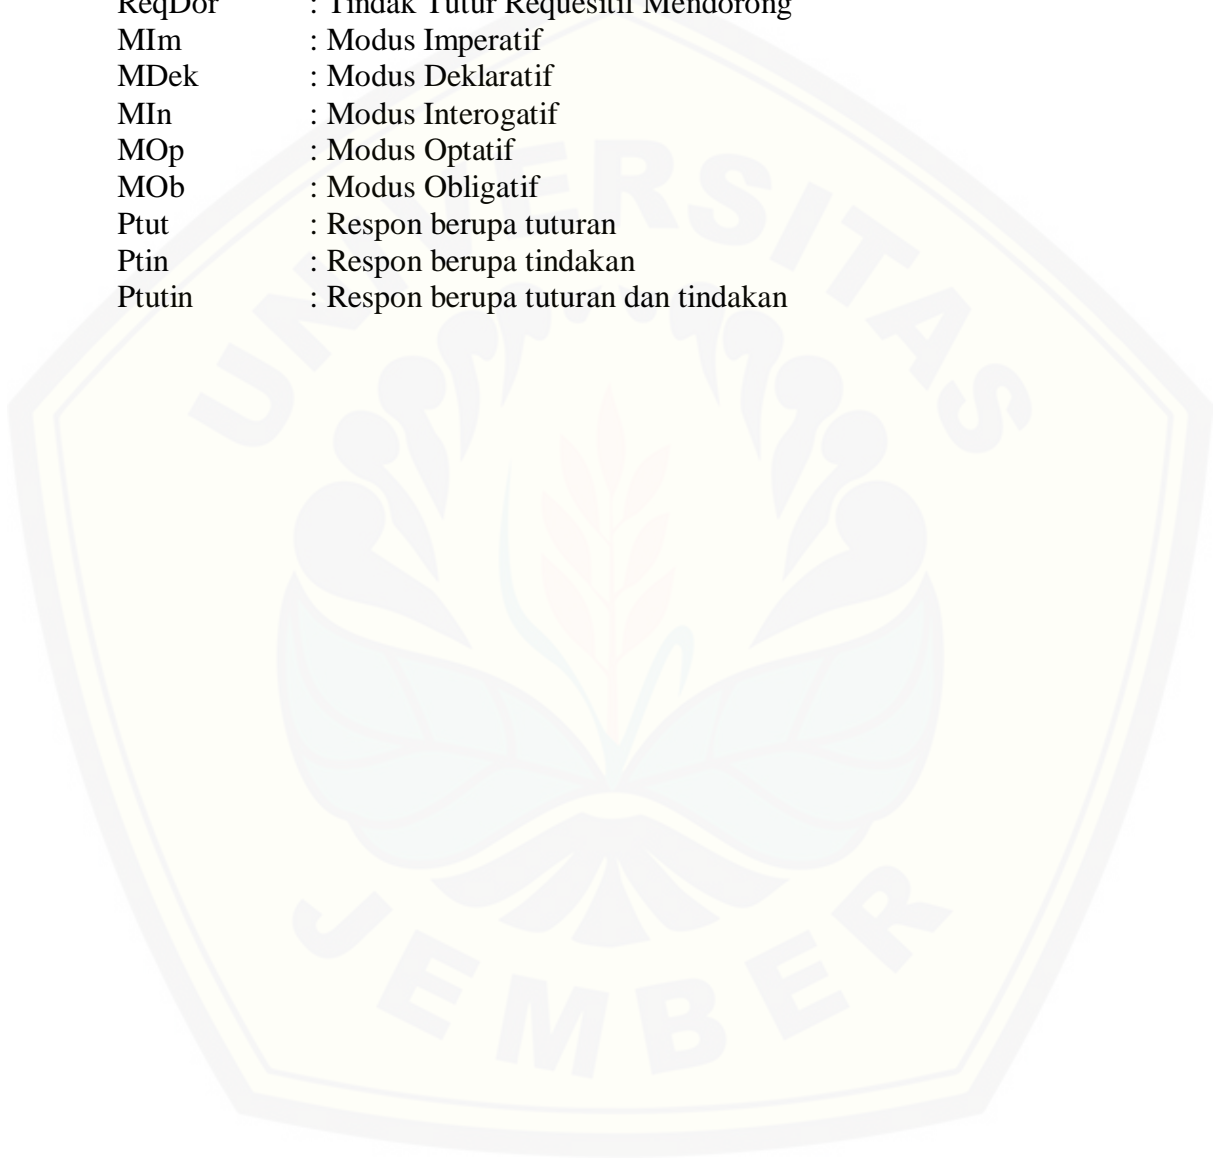 ReqDor : Tindak Tutur Requesitif Mendorong
MIm : Modus Imperatif
MDek : Modus Deklaratif
MIn : Modus Interogatif
MOp : Modus Optatif
MOb : Modus Obligatif
Ptut : Respon berupa tuturan
Ptin : Respon berupa tindakan
Ptutin : Respon berupa tuturan dan tindakan
UNIVERSITAS
JEMBER